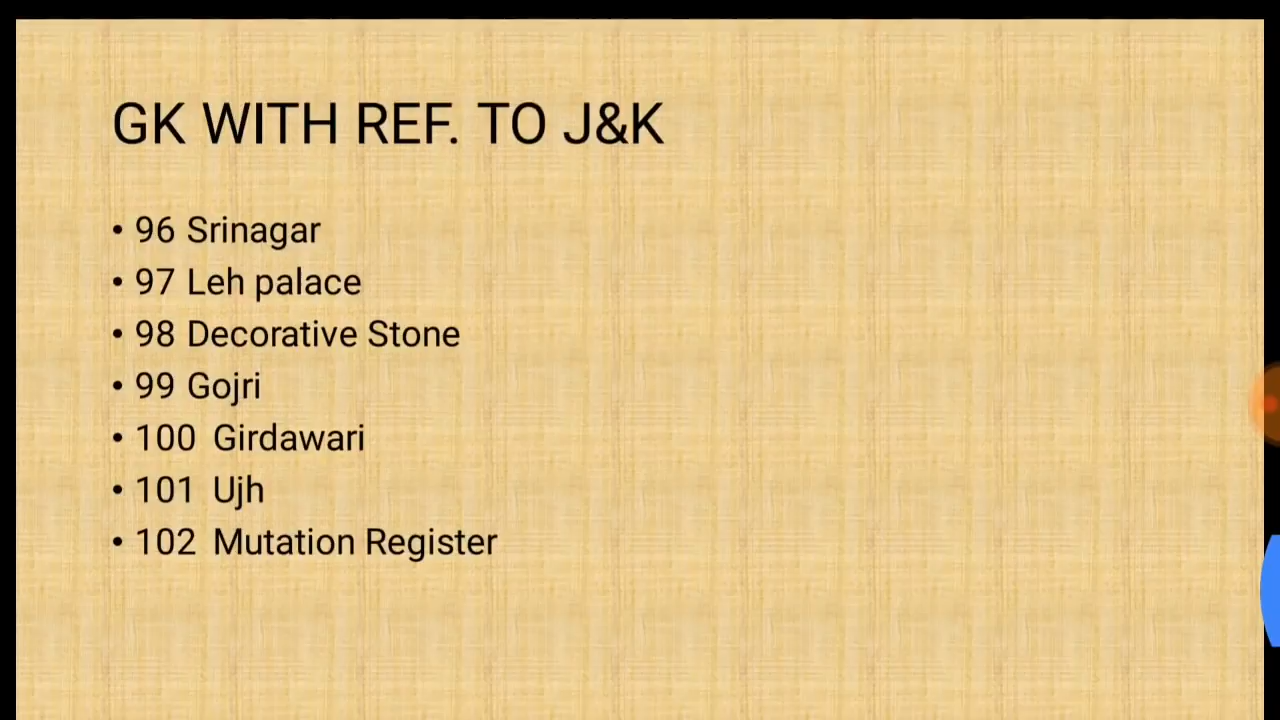 GK WITH REF. TO J&K
• 96 Srinagar
• 97 Leh palace
• 98 Decorative Stone
• 99 Gojri
• 100 Girdawari
• 101 Ujh
• 102 Mutation Register